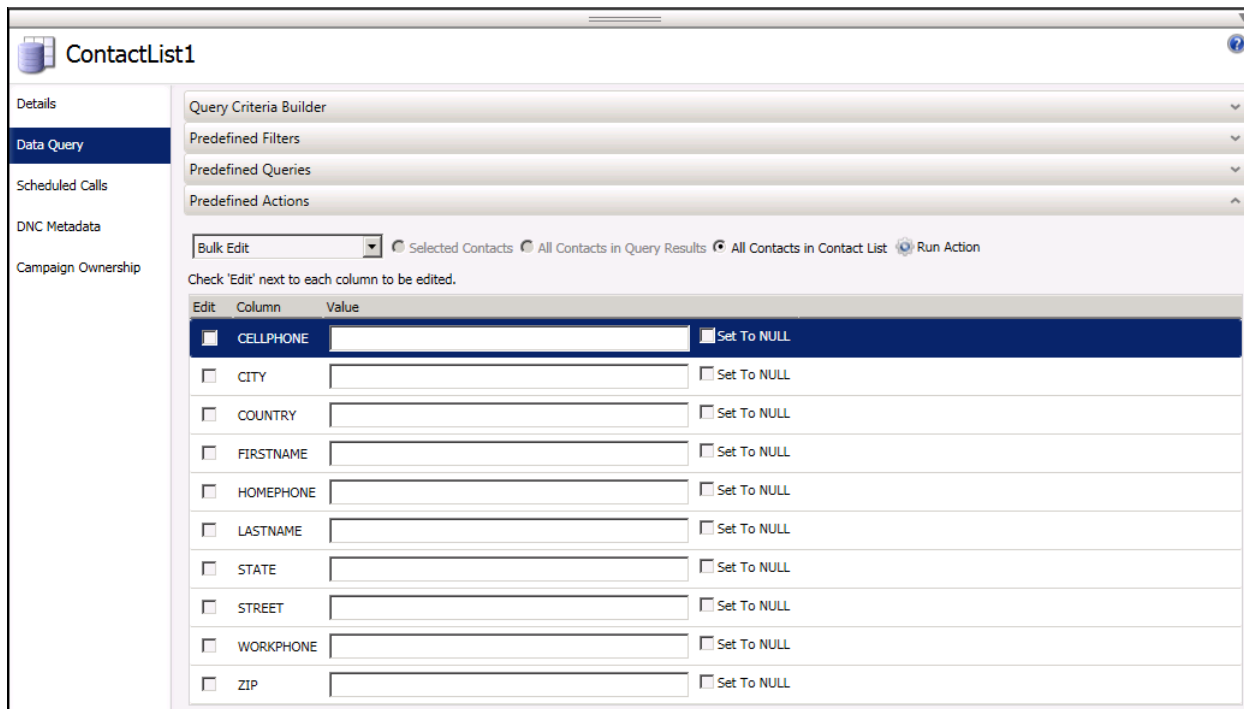 ContactList1
Details
Data Query
Scheduled Calls
DNC Metadata
Campaign Ownership
Query Criteria Builder
Predefined Filters
Predefined Queries
Predefined Actions
Bulk Edit Selected Contacts All Contacts in Query Results All Contacts in Contact List Run Action
Check 'Edit' next to each column to be edited.
Edit Column Value
CELLPHONE Set To NULL
CITY Set To NULL
COUNTRY Set To NULL
FIRSTNAME Set To NULL
HOMEPHONE Set To NULL
LASTNAME Set To NULL
STATE Set To NULL
STREET Set To NULL
WORKPHONE Set To NULL
ZIP Set To NULL